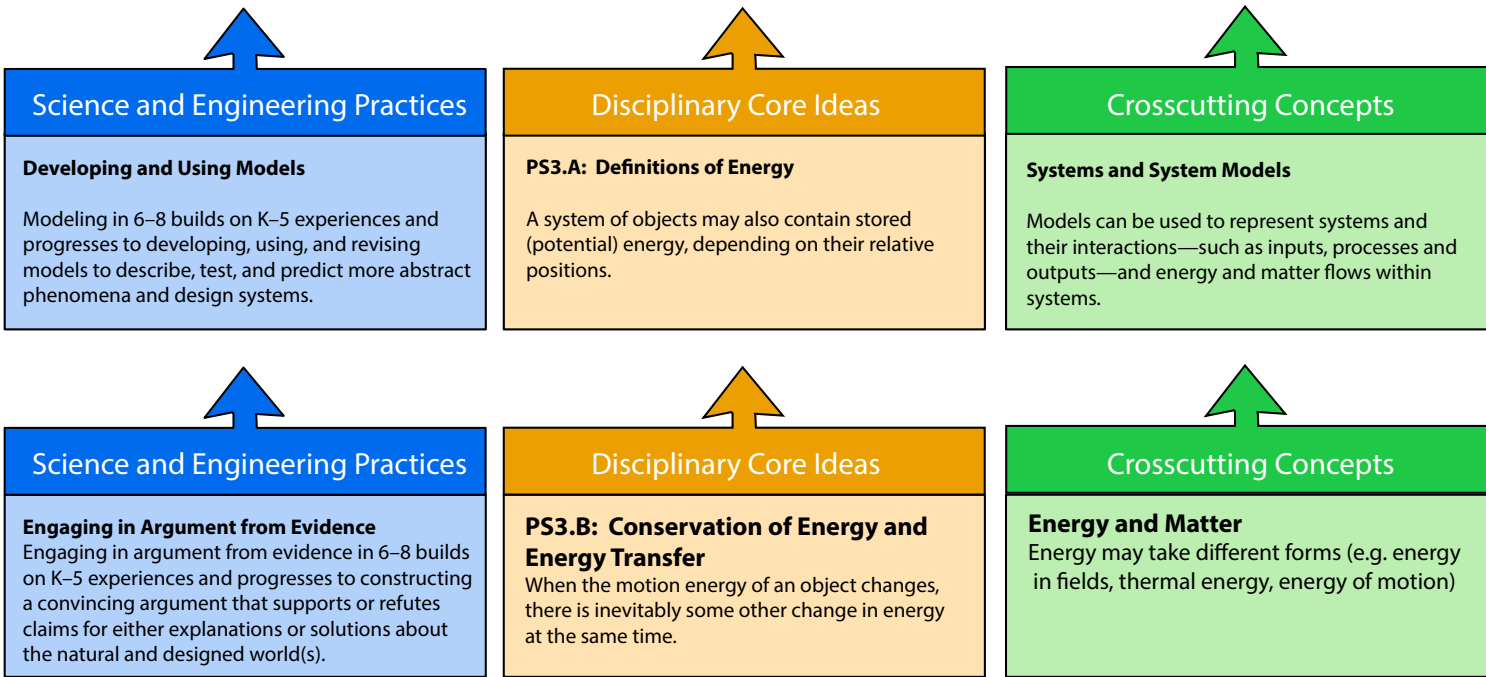 Science and Engineering Practices
Developing and Using Models
Modeling in 6–8 builds on K–5 experiences and
progresses to developing, using, and revising
models to describe, test, and predict more abstract
phenomena and design systems.
Disciplinary Core Ideas
PS3.A: Definitions of Energy
A system of objects may also contain stored
(potential) energy, depending on their relative
positions.
Crosscutting Concepts
Systems and System Models
Models can be used to represent systems and
their interactions—such as inputs, processes and
outputs—and energy and matter flows within
systems.
Science and Engineering Practices
Engaging in Argument from Evidence
Engaging in argument from evidence in 6–8 builds
on K–5 experiences and progresses to constructing
a convincing argument that supports or refutes
claims for either explanations or solutions about
the natural and designed world(s).
Disciplinary Core Ideas
PS3.B: Conservation of Energy and
Energy Transfer
When the motion energy of an object changes,
there is inevitably some other change in energy
at the same time.
Crosscutting Concepts
Energy and Matter
Energy may take different forms (e.g. energy
in fields, thermal energy, energy of motion)